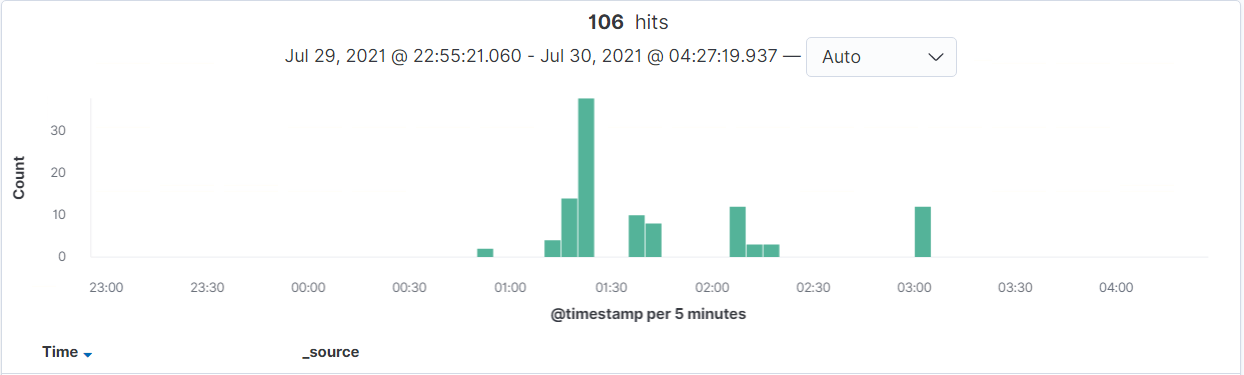 106 hits
Jul 29, 2021 @ 22:55:21.060 - Jul 30, 2021 @ 04:27:19.937 — Auto
Count
30
20
10
0
23:00 23:30 00:00 00:30 01:00 01:30 02:00 02:30 03:00 03:30 04:00
@timestamp per 5 minutes
Time _source